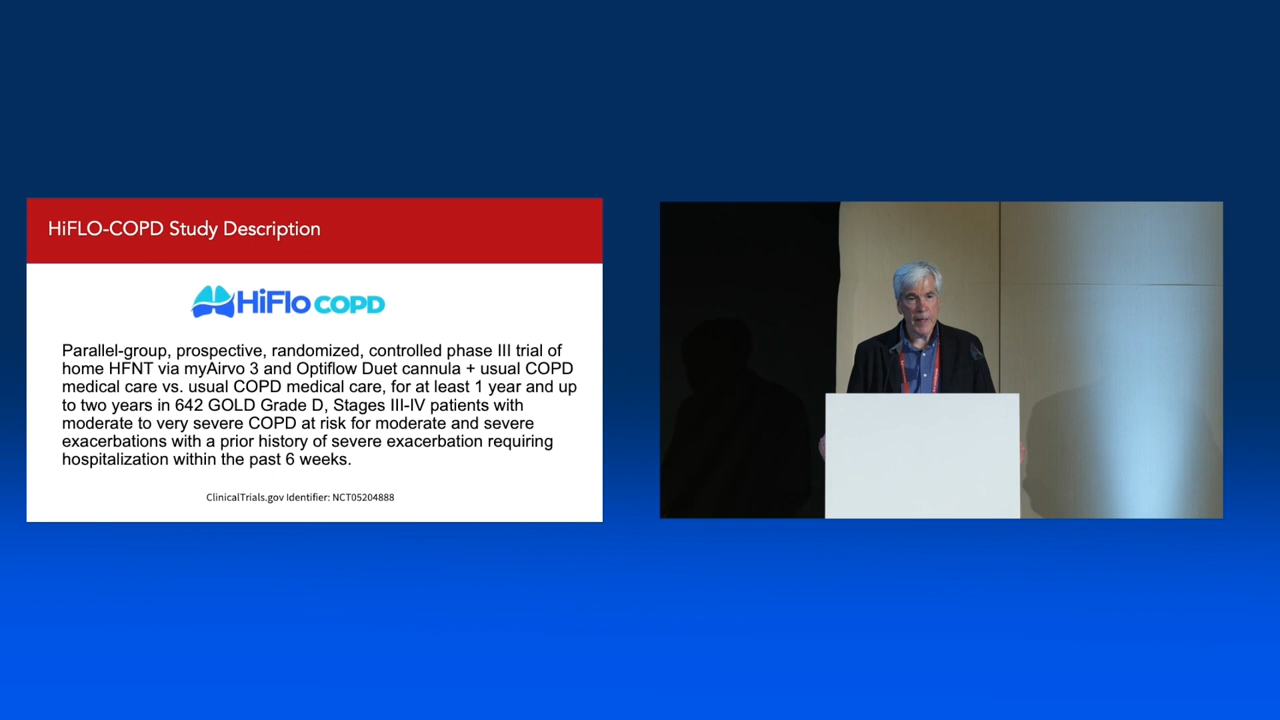 HiFLO-COPD Study Description
HiFlo COPD
Parallel-group, prospective, randomized, controlled phase III trial of
home HFNT via myAirvo 3 and Optiflow Duet cannula + usual COPD
medical care vs. usual COPD medical care, for at least 1 year and up
to two years in 642 GOLD Grade D, Stages III-IV patients with
moderate to very severe COPD at risk for moderate and severe
exacerbations with a prior history of severe exacerbation requiring
hospitalization within the past 6 weeks.
ClinicalTrials.gov Identifier: NCT05204888